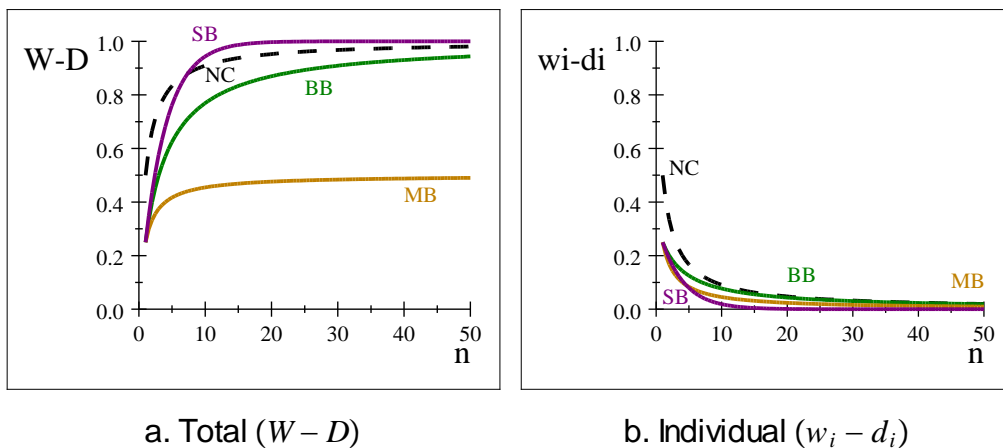 W-D
1.0
0.8
0.6
0.4
0.2
0.0
0
10
20
30
40
50
n
SB
NC
BB
MB
wi-di
1.0
0.8
0.6
0.4
0.2
0.0
0
10
20
30
40
50
n
NC
BB
MB
SB
a. Total (W – D)
b. Individual (wᵢ – dᵢ)